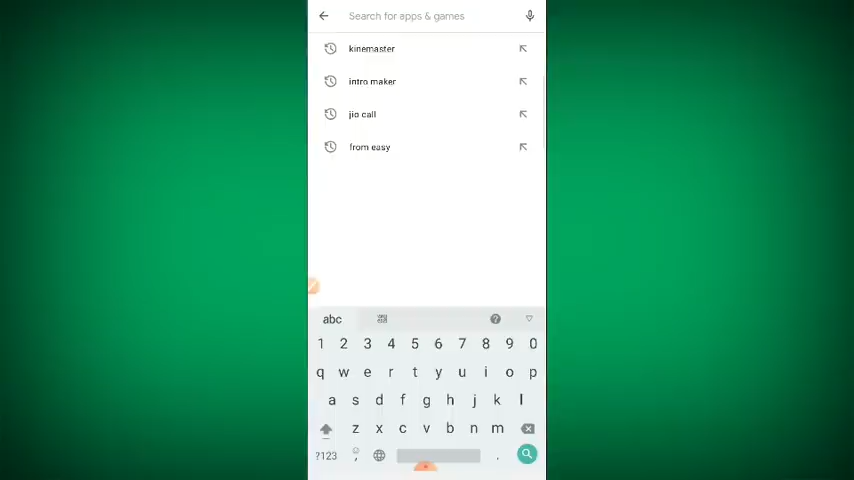 Search for apps & games
kinemaster
intro maker
jio call
from easy
abc
1 2 3 4 5 6 7 8 9 0
q w e r t y u i o p
a s d f g h j k l
z x c v b n m
?123 , .